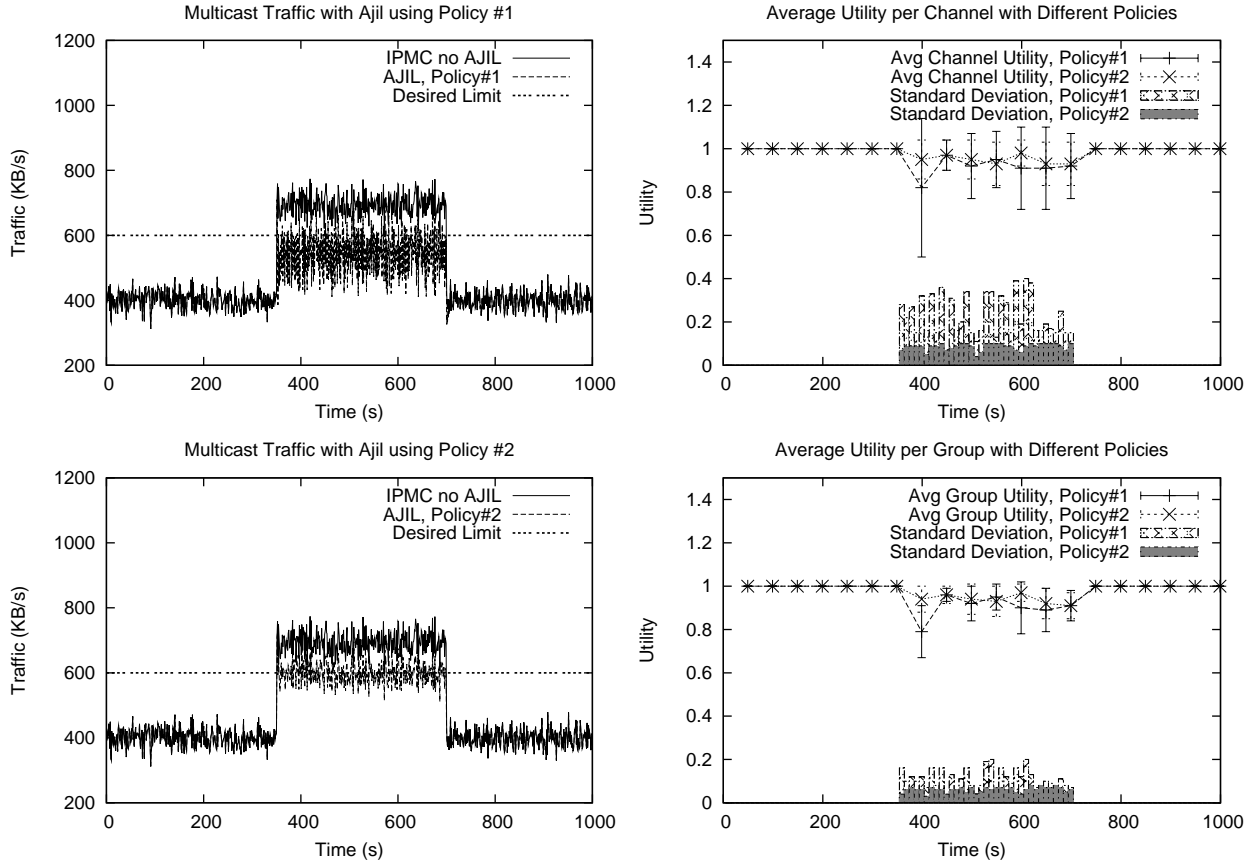 Multicast Traffic with Ajil using Policy #1
1200
1000
800
600
400
200
Traffic (KB/s)
IPMC no AJIL
AJIL, Policy#1
Desired Limit
0 200 400 600 800 1000
Time (s)
Average Utility per Channel with Different Policies
1.4
1.2
1
0.8
0.6
0.4
0.2
0
Utility
Avg Channel Utility, Policy#1
Avg Channel Utility, Policy#2
Standard Deviation, Policy#1
Standard Deviation, Policy#2
0 200 400 600 800 1000
Time (s)
Multicast Traffic with Ajil using Policy #2
1200
1000
800
600
400
200
Traffic (KB/s)
IPMC no AJIL
AJIL, Policy#2
Desired Limit
0 200 400 600 800 1000
Time (s)
Average Utility per Group with Different Policies
1.4
1.2
1
0.8
0.6
0.4
0.2
0
Utility
Avg Group Utility, Policy#1
Avg Group Utility, Policy#2
Standard Deviation, Policy#1
Standard Deviation, Policy#2
0 200 400 600 800 1000
Time (s)